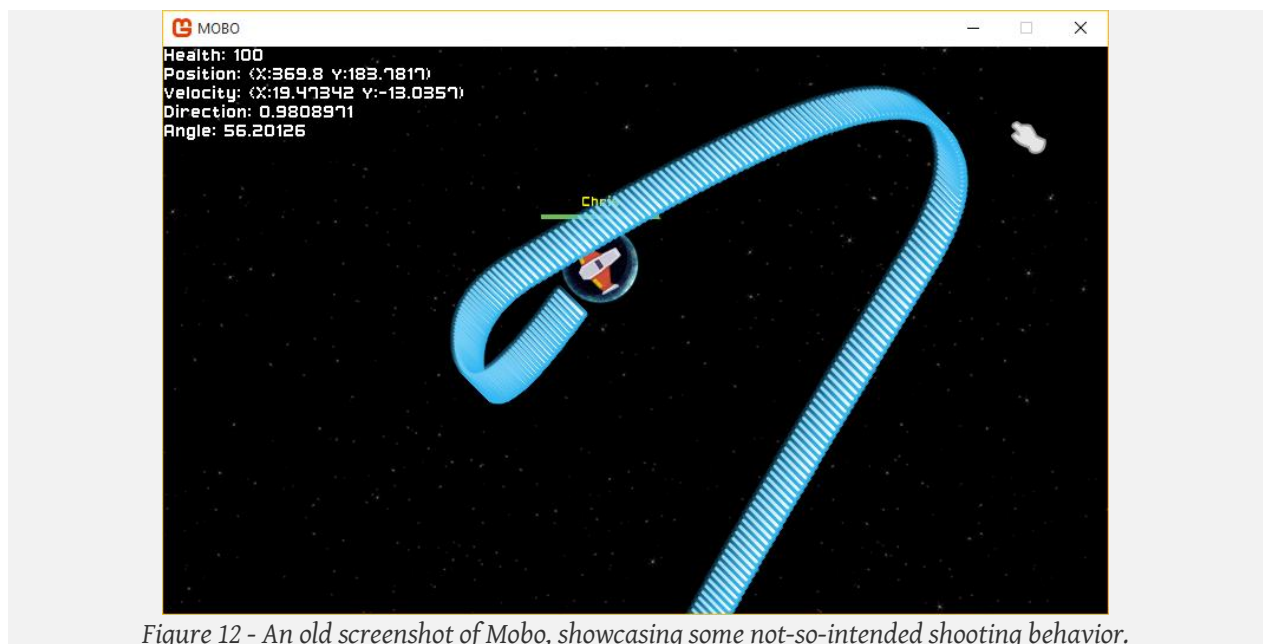 MOBO
Health: 100
Position: (X:369.8 Y:183.7817)
Velocity: (X:19.47342 Y:-13.0357)
Direction: 0.9808971
Angle: 56.20126
Figure 12 - An old screenshot of Mobo, showcasing some not-so-intended shooting behavior.